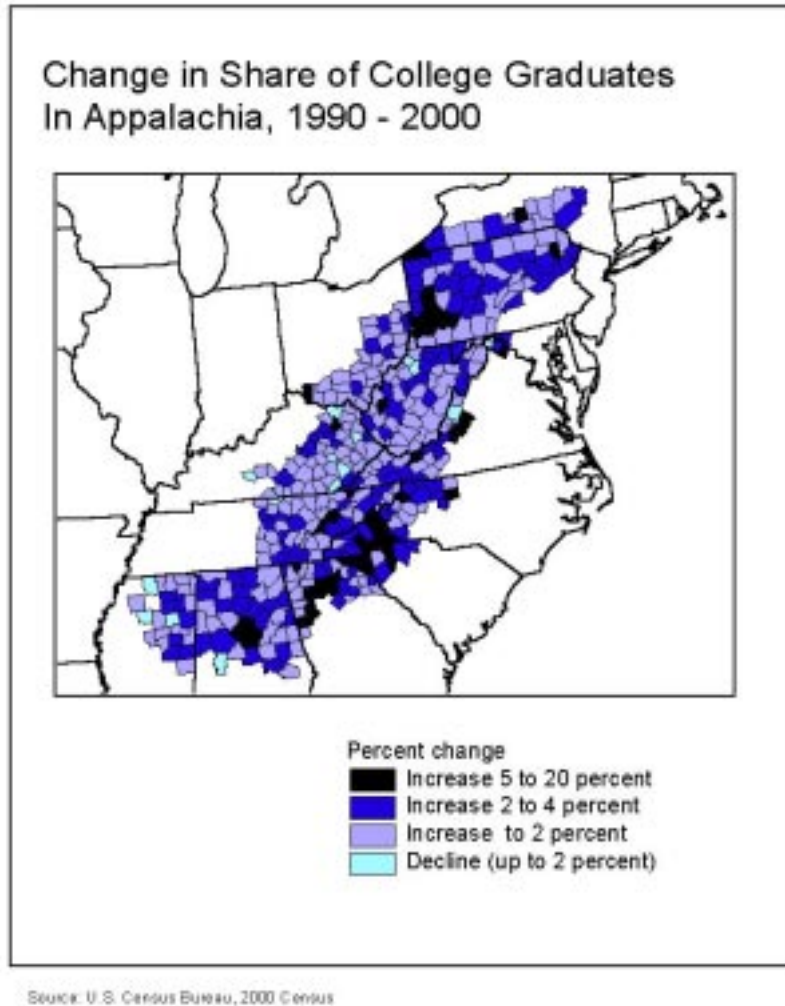 Change in Share of College Graduates
In Appalachia, 1990 - 2000
Percent change
Increase 5 to 20 percent
Increase 2 to 4 percent
Increase to 2 percent
Decline (up to 2 percent)
Source: U.S. Census Bureau, 2000 Census